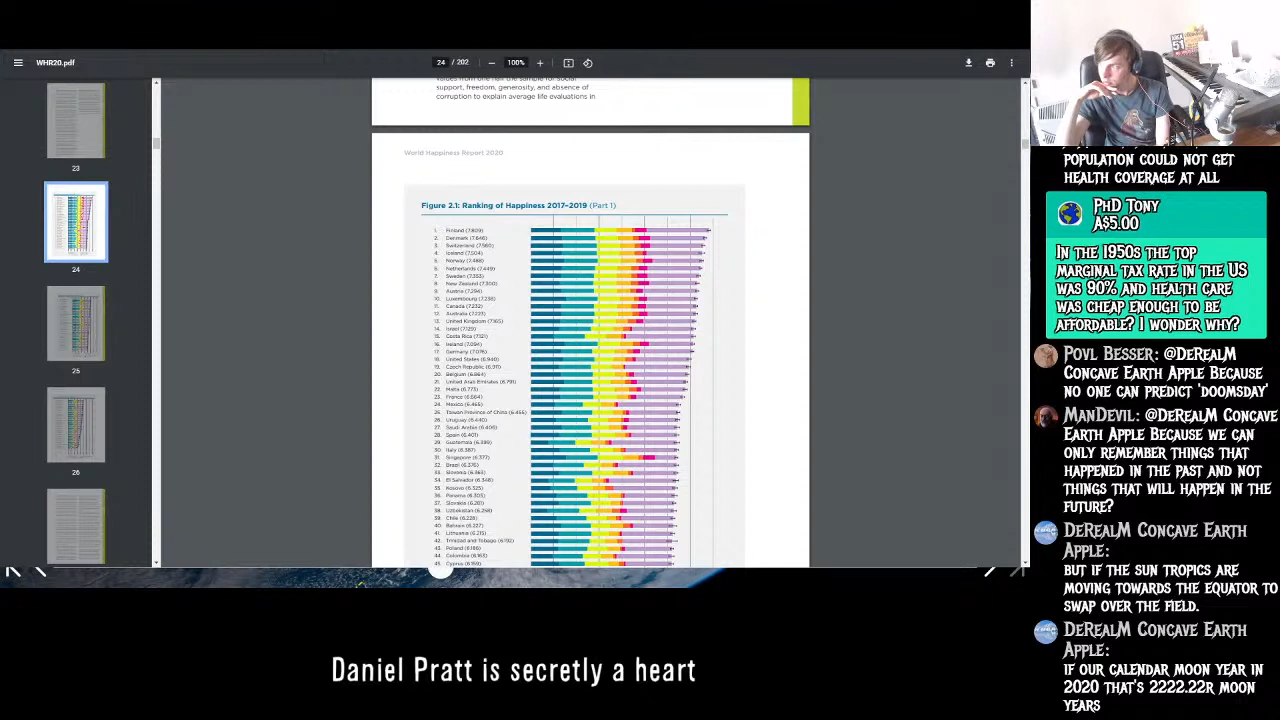 WHR20.pdf
24 / 202
100%
23
24
25
26
values from one half the sample for social
support, freedom, generosity, and absence of
corruption to explain average life evaluations in
World Happiness Report 2020
Figure 2.1: Ranking of Happiness 2017–2019 (Part 1)
1. Finland (7.809)
2. Denmark (7.646)
3. Switzerland (7.560)
4. Iceland (7.504)
5. Norway (7.488)
6. Netherlands (7.449)
7. Sweden (7.353)
8. New Zealand (7.300)
9. Austria (7.294)
10. Luxembourg (7.238)
11. Canada (7.232)
12. Australia (7.223)
13. United Kingdom (7.165)
14. Israel (7.129)
15. Costa Rica (7.121)
16. Ireland (7.094)
17. Germany (7.076)
18. United States (6.940)
19. Czech Republic (6.911)
20. Belgium (6.864)
21. United Arab Emirates (6.791)
22. Malta (6.773)
23. France (6.664)
24. Mexico (6.465)
25. Taiwan Province of China (6.455)
26. Uruguay (6.440)
27. Saudi Arabia (6.406)
28. Spain (6.401)
29. Guatemala (6.399)
30. Italy (6.387)
31. Singapore (6.377)
32. Brazil (6.376)
33. Slovenia (6.363)
34. El Salvador (6.348)
35. Kosovo (6.325)
36. Panama (6.305)
37. Slovakia (6.281)
38. Uzbekistan (6.258)
39. Chile (6.228)
40. Bahrain (6.227)
41. Lithuania (6.215)
42. Trinidad and Tobago (6.192)
43. Poland (6.186)
44. Colombia (6.163)
45. Cyprus (6.159)
Daniel Pratt is secretly a heart
POPULATION COULD NOT GET
HEALTH COVERAGE AT ALL
PhD Tony
A$5.00
IN THE 1950S THE TOP
MARGINAL TAX RATE IN THE US
WAS 90% AND HEALTH CARE
WAS CHEAP ENOUGH TO BE
AFFORDABLE? I WONDER WHY?
CONCAVE EARTH APPLE BECAUSE
MINDEVIL: @DEREALM CONCAVE
EARTH APPLE BECAUSE WE CAN
ONLY REMEMBER THINGS THAT
HAPPENED IN THE PAST AND NOT
THINGS THAT WILL HAPPEN IN THE
FUTURE?
DEREALM CONCAVE EARTH
APPLE:
BUT IF THE SUN TROPICS ARE
MOVING TOWARDS THE EQUATOR TO
SWAP OVER THE FIELD.
DEREALM CONCAVE EARTH
APPLE:
IF OUR CALENDAR MOON YEAR IN
2020 THAT'S 2222.22R MOON
YEARS